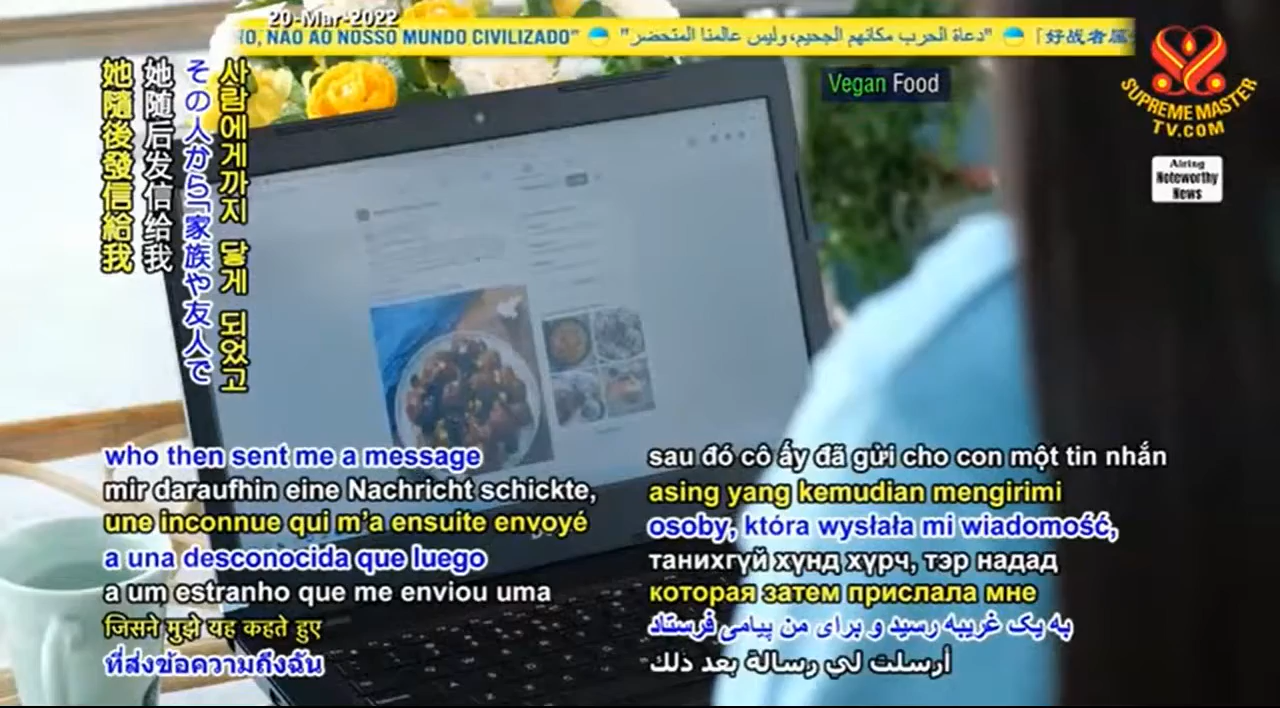 20-Mar-2022
RO, NÃO AO NOSSO MUNDO CIVILIZADO"
"دعاة الحرب مكانهم الجحيم، وليس عالمنا المتحضر"
「好战者属
Vegan Food
SUPREME MASTER
TV.COM
Airing
Noteworthy
News
사람에게까지 닿게 되었고
その人から「家族や友人で
她随后发信给我
她隨後發信給我
who then sent me a message
mir daraufhin eine Nachricht schickte,
une inconnue qui m'a ensuite envoyé
a una desconocida que luego
a um estranho que me enviou uma
जिसने मुझे यह कहते हुए
ที่ส่งข้อความถึงฉัน
sau đó cô ấy đã gửi cho con một tin nhắn
asing yang kemudian mengirimi
osoby, która wysłała mi wiadomość,
танихгүй хүнд хүрч, тэр надад
которая затем прислала мне
به یک غریبه رسید و برای من پیامی فرستاد
أرسلت لي رسالة بعد ذلك